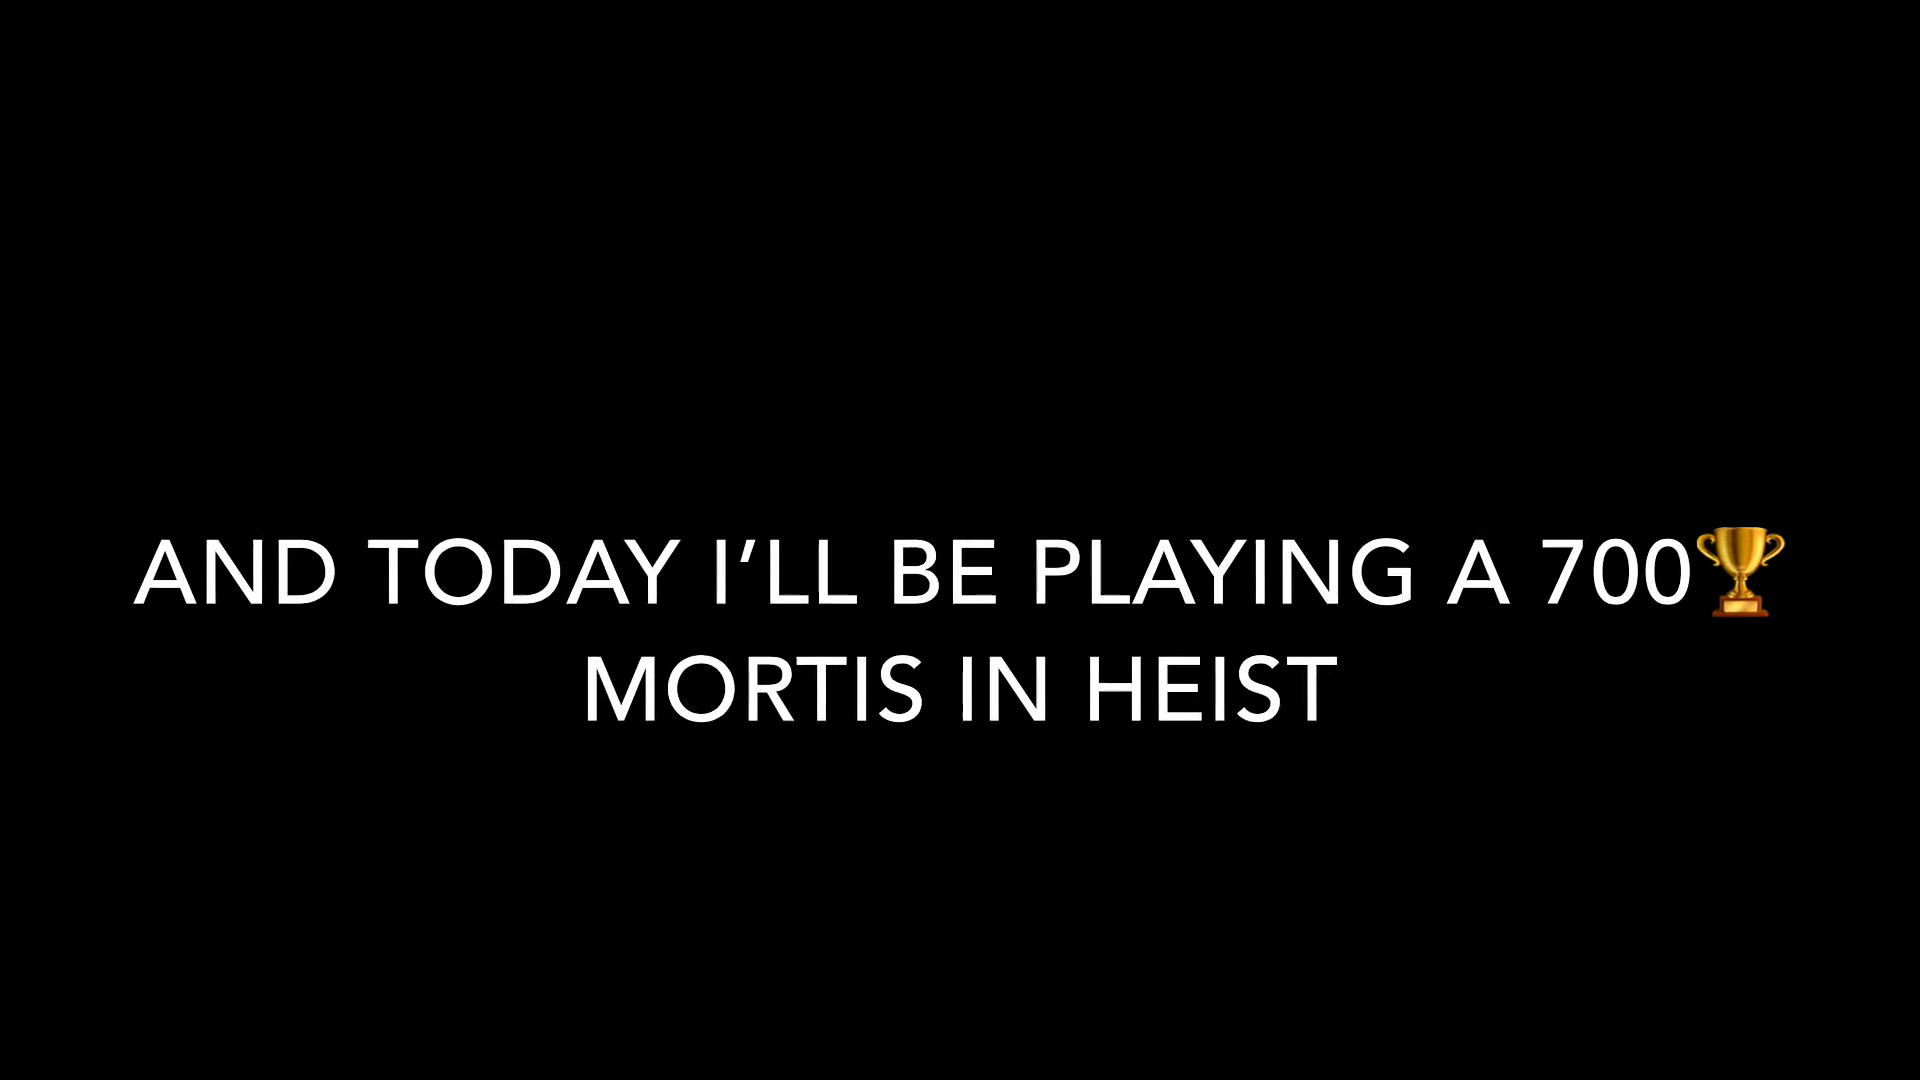 AND TODAY I’LL BE PLAYING A 700🏆
MORTIS IN HEIST